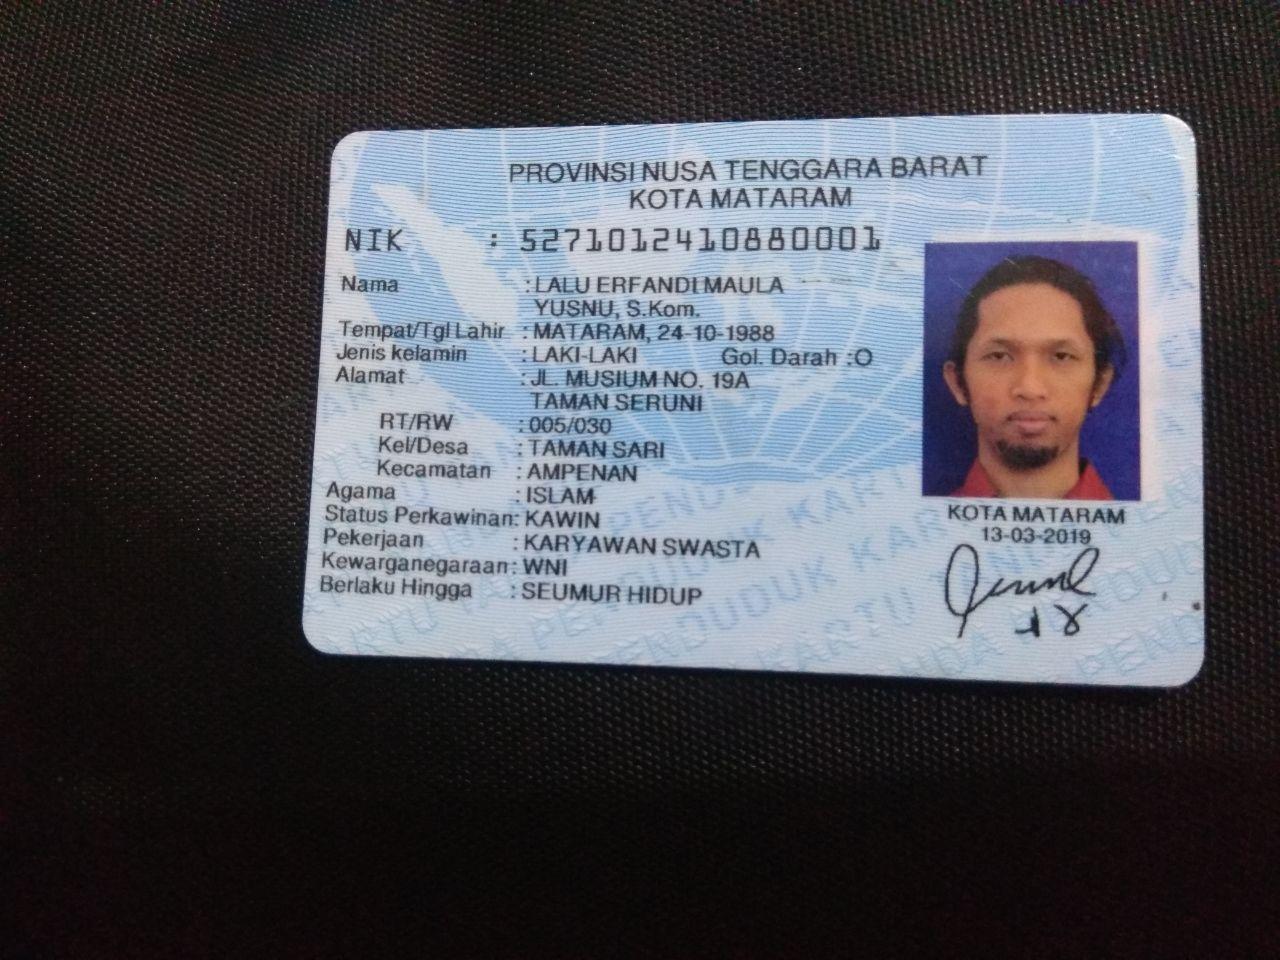 PROVINSI NUSA TENGGARA BARAT
KOTA MATARAM
NIK : 5271012410880001
Nama : LALU ERFANDI MAULA
YUSNU, S.Kom.
Tempat/Tgl Lahir : MATARAM, 24-10-1988
Jenis kelamin : LAKI-LAKI Gol. Darah :O
Alamat : JL. MUSIUM NO. 19A
TAMAN SERUNI
RT/RW : 005/030
Kel/Desa : TAMAN SARI
Kecamatan : AMPENAN
Agama : ISLAM
Status Perkawinan: KAWIN
Pekerjaan : KARYAWAN SWASTA
Kewarganegaraan: WNI
Berlaku Hingga : SEUMUR HIDUP
KOTA MATARAM
13-03-2019